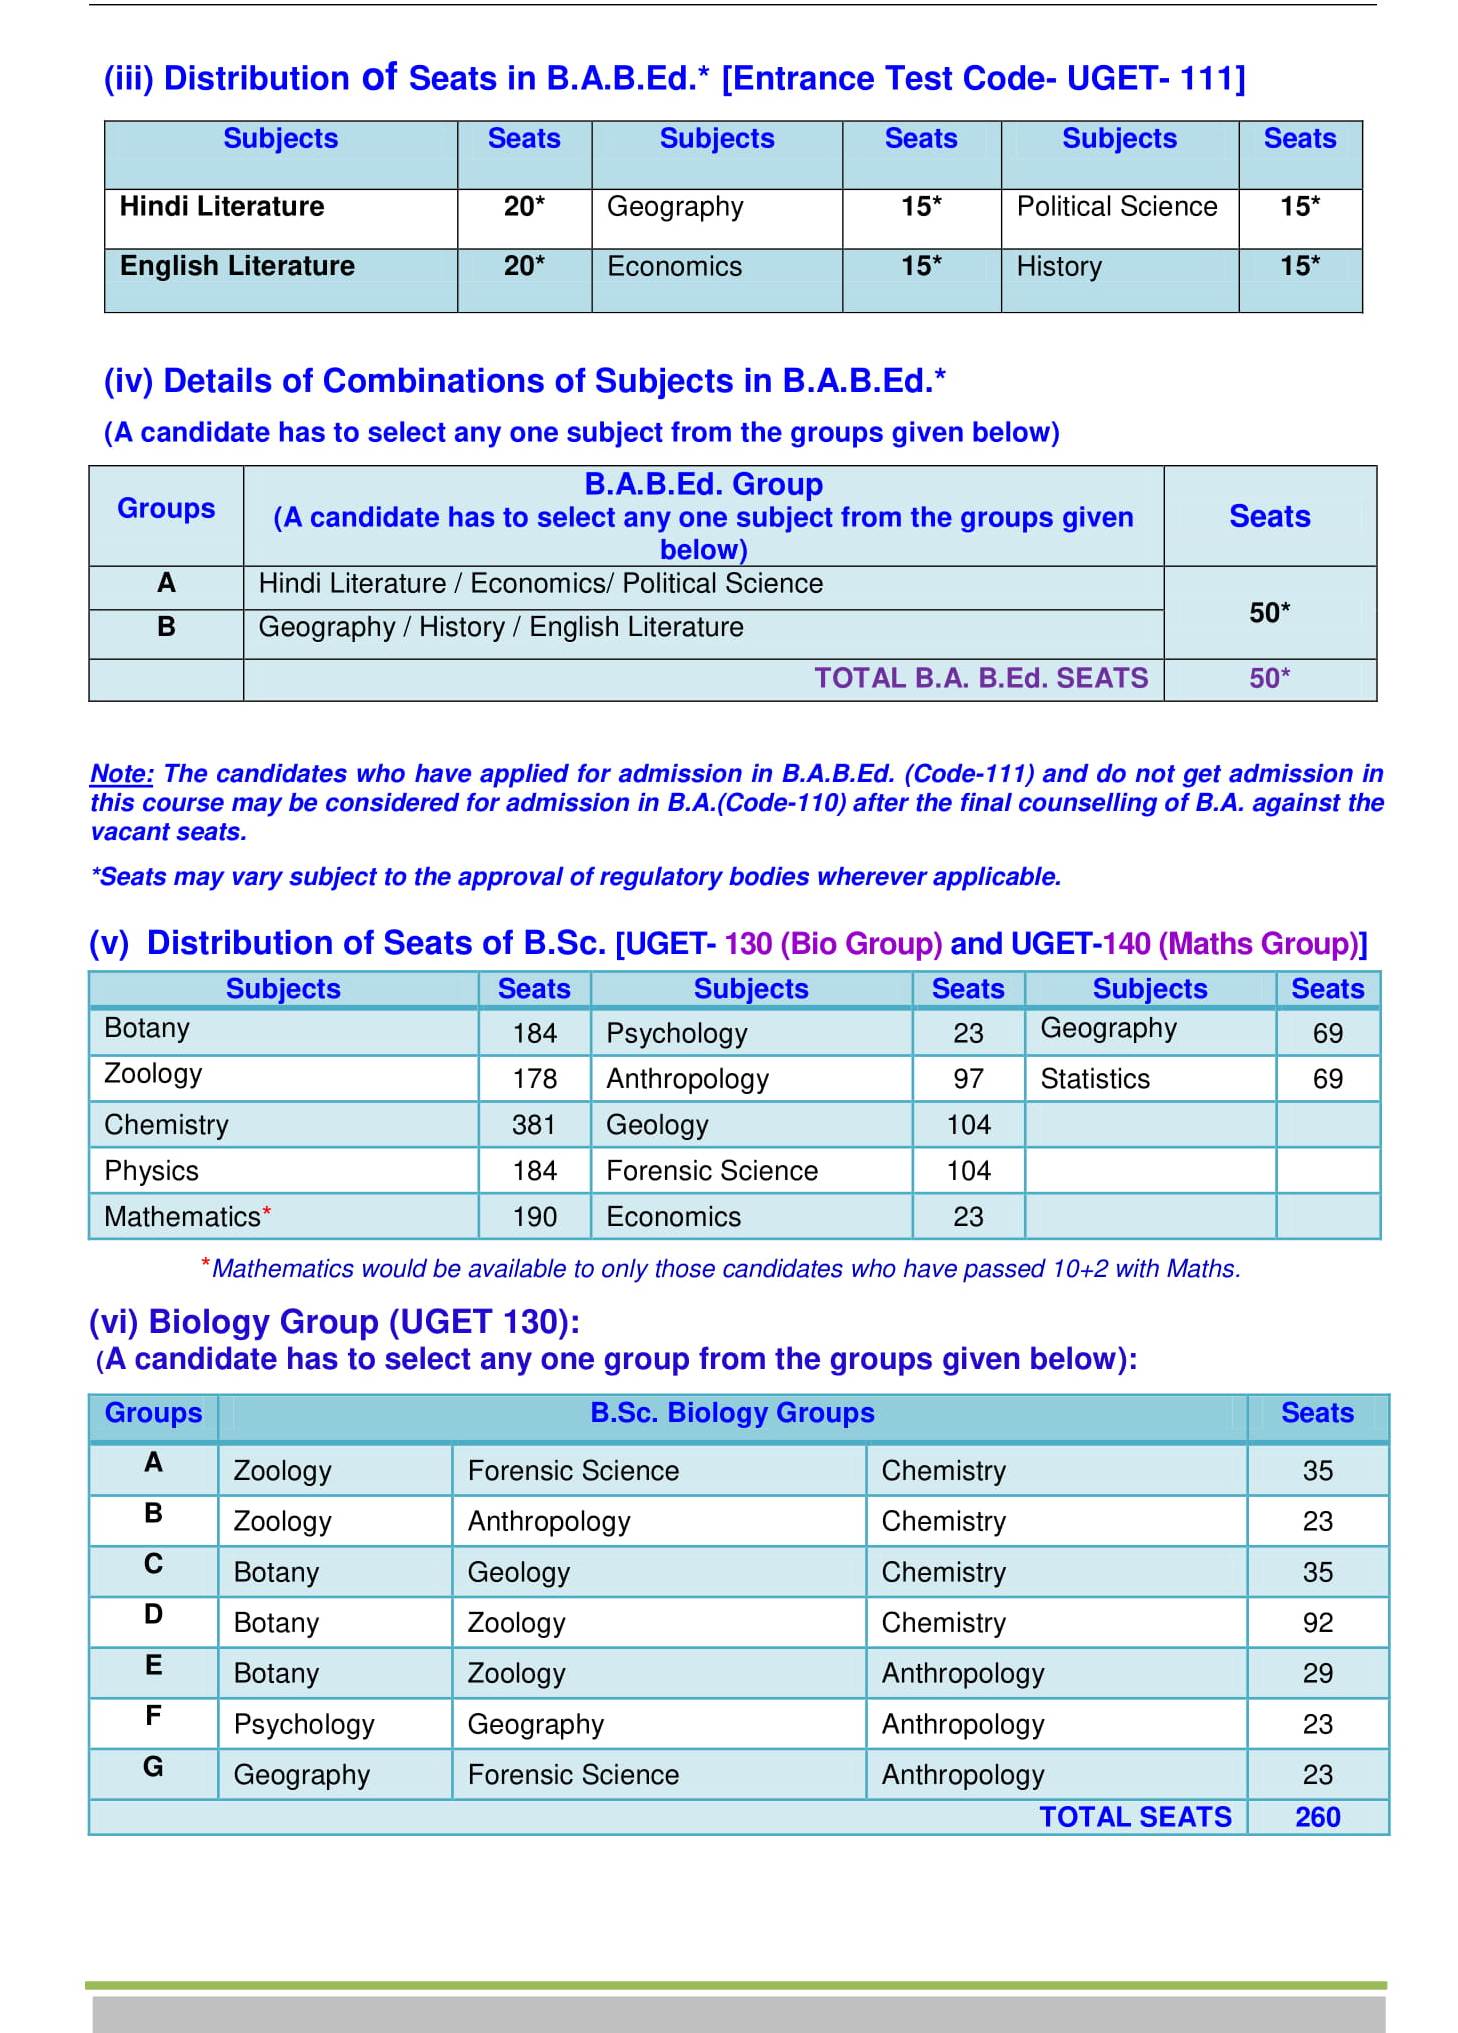 (iii) Distribution of Seats in B.A.B.Ed.* [Entrance Test Code- UGET- 111]
Subjects Seats Subjects Seats Subjects Seats
Hindi Literature 20* Geography 15* Political Science 15*
English Literature 20* Economics 15* History 15*
(iv) Details of Combinations of Subjects in B.A.B.Ed.*
(A candidate has to select any one subject from the groups given below)
Groups B.A.B.Ed. Group Seats
(A candidate has to select any one subject from the groups given
below)
A Hindi Literature / Economics/ Political Science 50*
B Geography / History / English Literature
TOTAL B.A. B.Ed. SEATS 50*
Note: The candidates who have applied for admission in B.A.B.Ed. (Code-111) and do not get admission in
this course may be considered for admission in B.A.(Code-110) after the final counselling of B.A. against the
vacant seats.
*Seats may vary subject to the approval of regulatory bodies wherever applicable.
(v) Distribution of Seats of B.Sc. [UGET- 130 (Bio Group) and UGET-140 (Maths Group)]
Subjects Seats Subjects Seats Subjects Seats
Botany 184 Psychology 23 Geography 69
Zoology 178 Anthropology 97 Statistics 69
Chemistry 381 Geology 104
Physics 184 Forensic Science 104
Mathematics* 190 Economics 23
*Mathematics would be available to only those candidates who have passed 10+2 with Maths.
(vi) Biology Group (UGET 130):
(A candidate has to select any one group from the groups given below):
Groups B.Sc. Biology Groups Seats
A Zoology Forensic Science Chemistry 35
B Zoology Anthropology Chemistry 23
C Botany Geology Chemistry 35
D Botany Zoology Chemistry 92
E Botany Zoology Anthropology 29
F Psychology Geography Anthropology 23
G Geography Forensic Science Anthropology 23
TOTAL SEATS 260